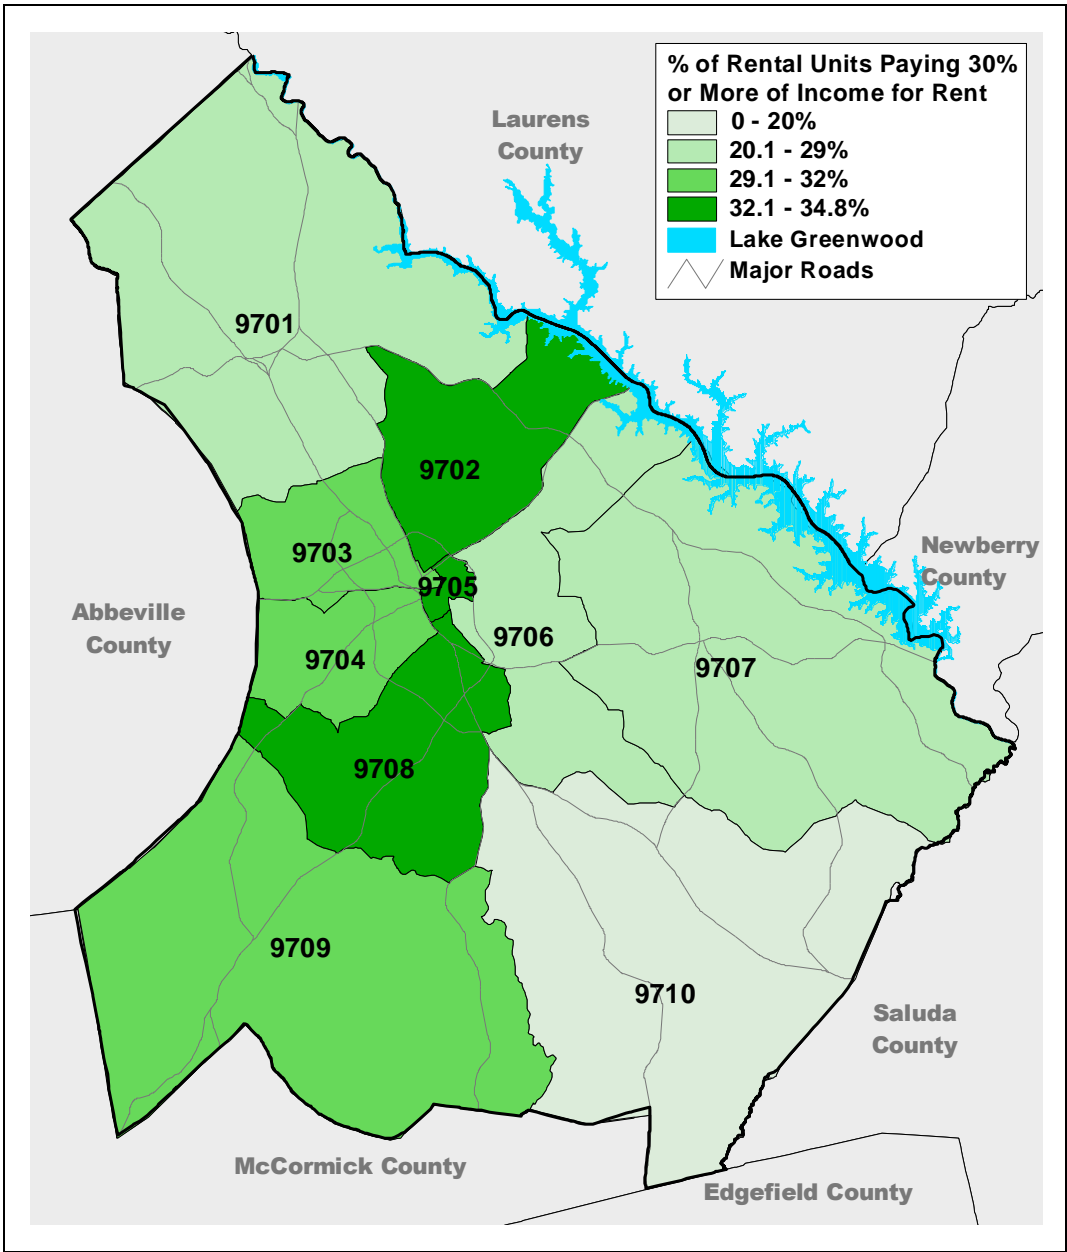 % of Rental Units Paying 30%
or More of Income for Rent
0 - 20%
20.1 - 29%
29.1 - 32%
32.1 - 34.8%
Lake Greenwood
Major Roads
Laurens
County
9701
9702
9703
9705
Newberry
County
Abbeville
County
9706
9704
9707
9708
9709
9710
Saluda
County
McCormick County
Edgefield County